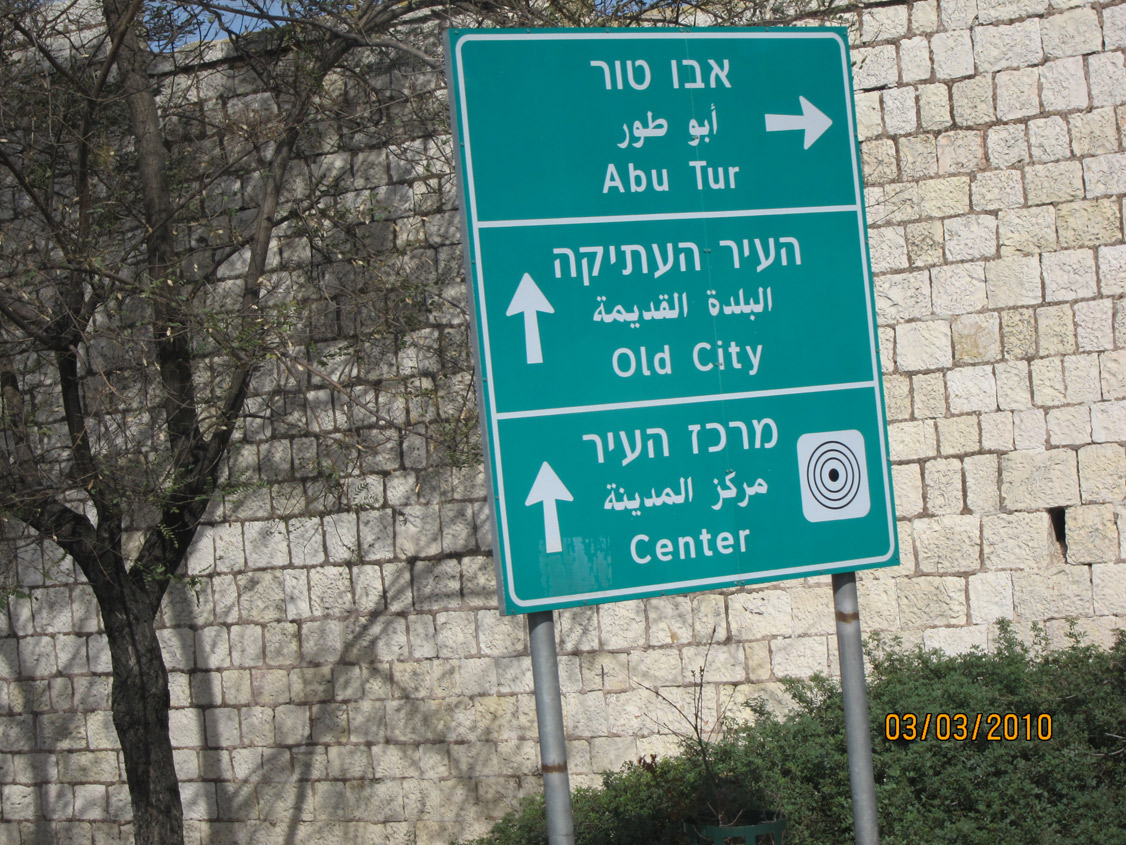 אבו טור
أبو طور
Abu Tur
העיר העתיקה
البلدة القديمة
Old City
מרכז העיר
مركز المدينة
Center
03/03/2010